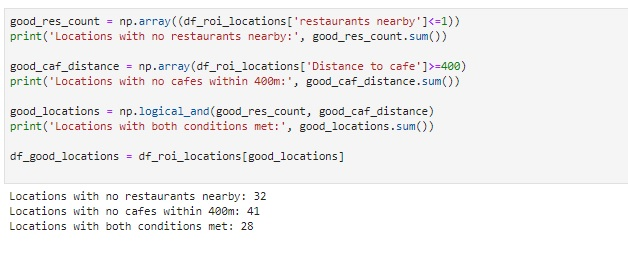 good_res_count = np.array((df_roi_locations['restaurants nearby']<=1))
print('Locations with no restaurants nearby:', good_res_count.sum())
good_caf_distance = np.array(df_roi_locations['Distance to cafe']>=400)
print('Locations with no cafes within 400m:', good_caf_distance.sum())
good_locations = np.logical_and(good_res_count, good_caf_distance)
print('Locations with both conditions met:', good_locations.sum())
df_good_locations = df_roi_locations[good_locations]
Locations with no restaurants nearby: 32
Locations with no cafes within 400m: 41
Locations with both conditions met: 28